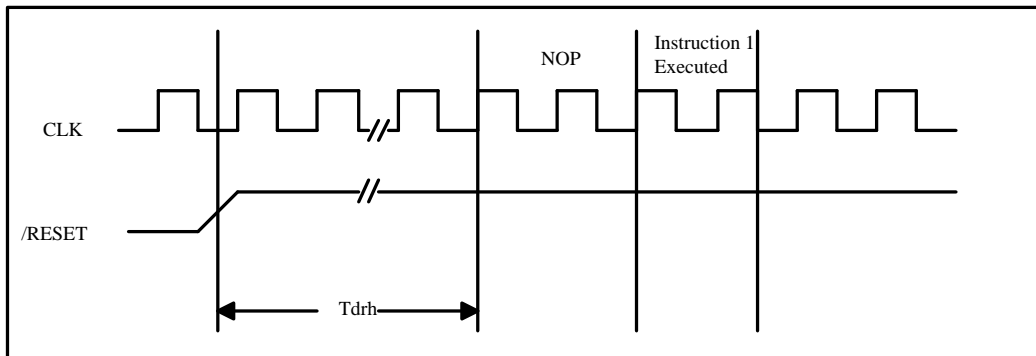 NOP
Instruction 1
Executed
CLK
/RESET
Tdrh